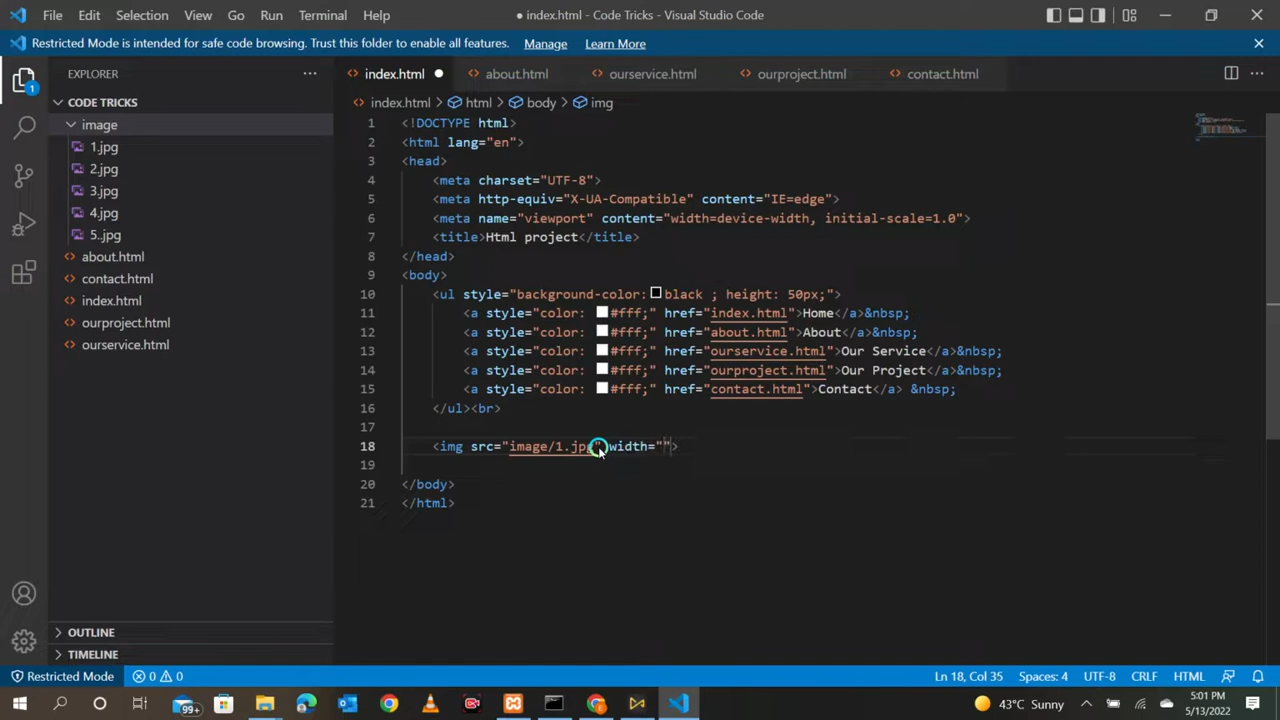 File Edit Selection View Go Run Terminal Help ● index.html - Code Tricks - Visual Studio Code
Restricted Mode is intended for safe code browsing. Trust this folder to enable all features. Manage Learn More
EXPLORER
CODE TRICKS
image
1.jpg
2.jpg
3.jpg
4.jpg
5.jpg
about.html
contact.html
index.html
ourproject.html
ourservice.html
OUTLINE
TIMELINE
1
index.html about.html ourservice.html ourproject.html contact.html
index.html > html > body > img
1 <!DOCTYPE html>
2 <html lang="en">
3 <head>
4 <meta charset="UTF-8">
5 <meta http-equiv="X-UA-Compatible" content="IE=edge">
6 <meta name="viewport" content="width=device-width, initial-scale=1.0">
7 <title>Html project</title>
8 </head>
9 <body>
10 <ul style="background-color: black ; height: 50px;">
11 <a style="color: #fff;" href="index.html">Home</a>&nbsp;
12 <a style="color: #fff;" href="about.html">About</a>&nbsp;
13 <a style="color: #fff;" href="ourservice.html">Our Service</a>&nbsp;
14 <a style="color: #fff;" href="ourproject.html">Our Project</a>&nbsp;
15 <a style="color: #fff;" href="contact.html">Contact</a> &nbsp;
16 </ul><br>
17
18 <img src="image/1.jpg" width="">
19
20 </body>
21 </html>
Restricted Mode 0 0 Ln 18, Col 35 Spaces: 4 UTF-8 CRLF HTML
99+ 43°C Sunny 5:01 PM
5/13/2022